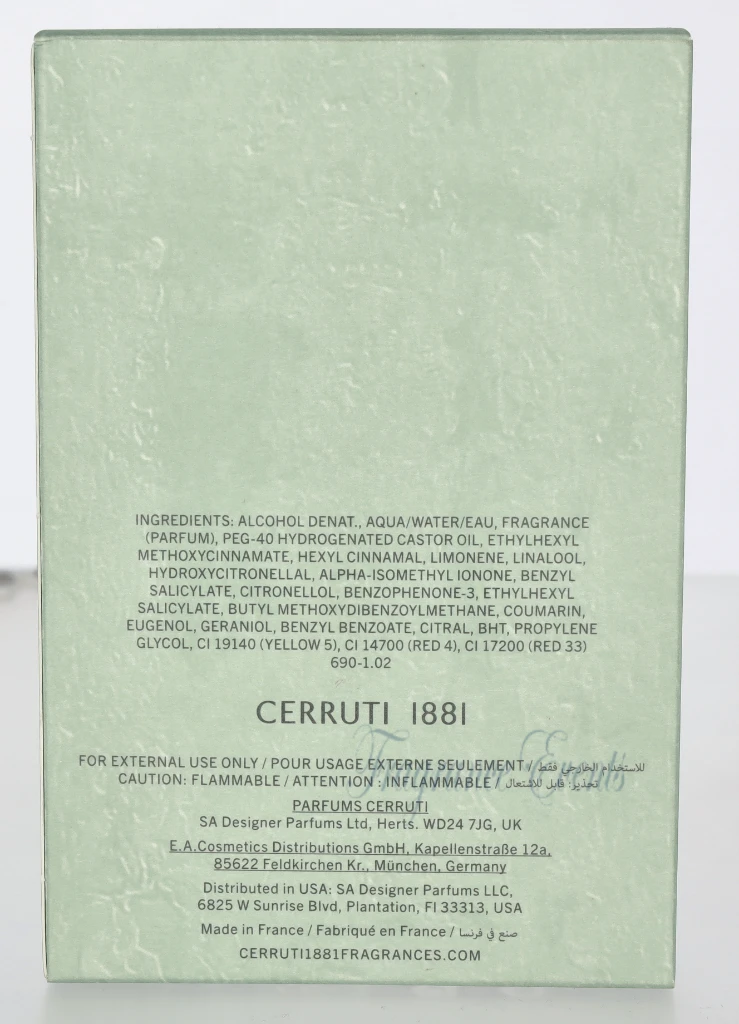 INGREDIENTS: ALCOHOL DENAT., AQUA/WATER/EAU, FRAGRANCE
(PARFUM), PEG-40 HYDROGENATED CASTOR OIL, ETHYLHEXYL
METHOXYCINNAMATE, HEXYL CINNAMAL, LIMONENE, LINALOOL,
HYDROXYCITRONELLAL, ALPHA-ISOMETHYL IONONE, BENZYL
SALICYLATE, CITRONELLOL, BENZOPHENONE-3, ETHYLHEXYL
SALICYLATE, BUTYL METHOXYDIBENZOYLMETHANE, COUMARIN,
EUGENOL, GERANIOL, BENZYL BENZOATE, CITRAL, BHT, PROPYLENE
GLYCOL, CI 19140 (YELLOW 5), CI 14700 (RED 4), CI 17200 (RED 33)
690-1.02
CERRUTI 1881
FOR EXTERNAL USE ONLY / POUR USAGE EXTERNE SEULEMENT / للاستخدام الخارجي فقط
CAUTION: FLAMMABLE / ATTENTION : INFLAMMABLE / تحذير: قابل للاشتعال
PARFUMS CERRUTI
SA Designer Parfums Ltd, Herts. WD24 7JG, UK
E.A.Cosmetics Distributions GmbH, Kapellenstraße 12a,
85622 Feldkirchen Kr., München, Germany
Distributed in USA: SA Designer Parfums LLC,
6825 W Sunrise Blvd, Plantation, Fl 33313, USA
Made in France / Fabriqué en France / صنع في فرنسا
CERRUTI1881FRAGRANCES.COM